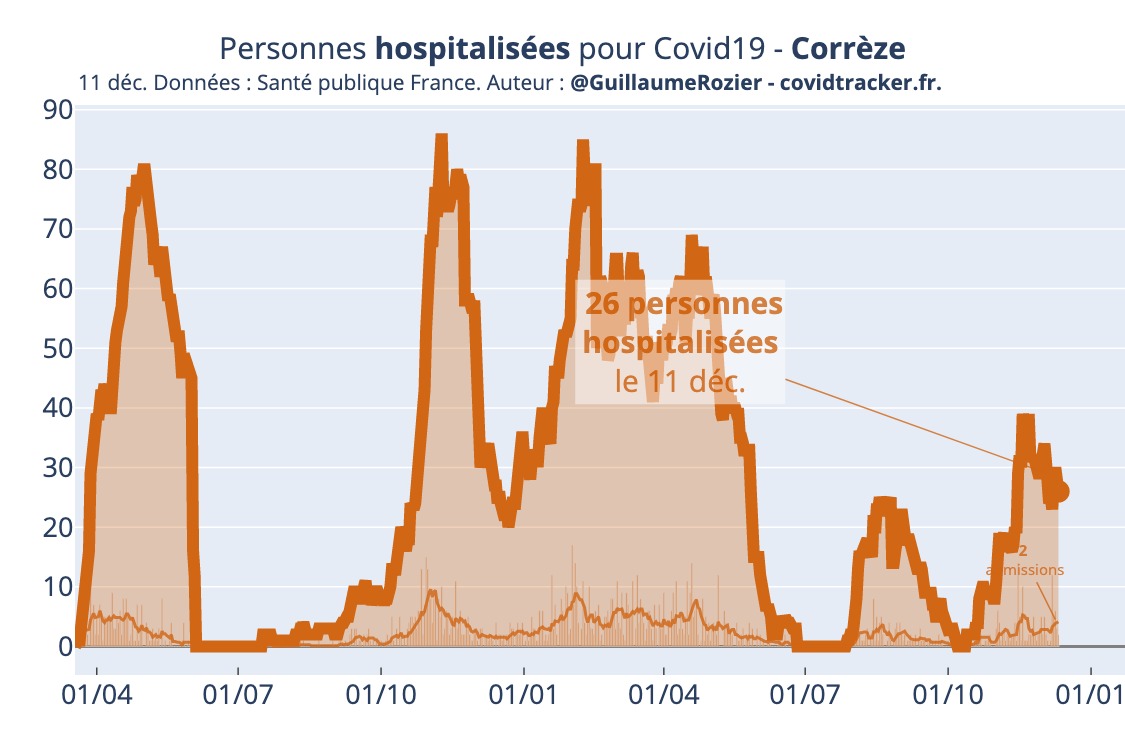 Personnes hospitalisées pour Covid19 - Corrèze
11 déc. Données : Santé publique France. Auteur : @GuillaumeRozier - covidtracker.fr.
90
80
70
60
50
40
30
20
10
0
26 personnes
hospitalisées
le 11 déc.
2
admissions
01/04 01/07 01/10 01/01 01/04 01/07 01/10 01/01